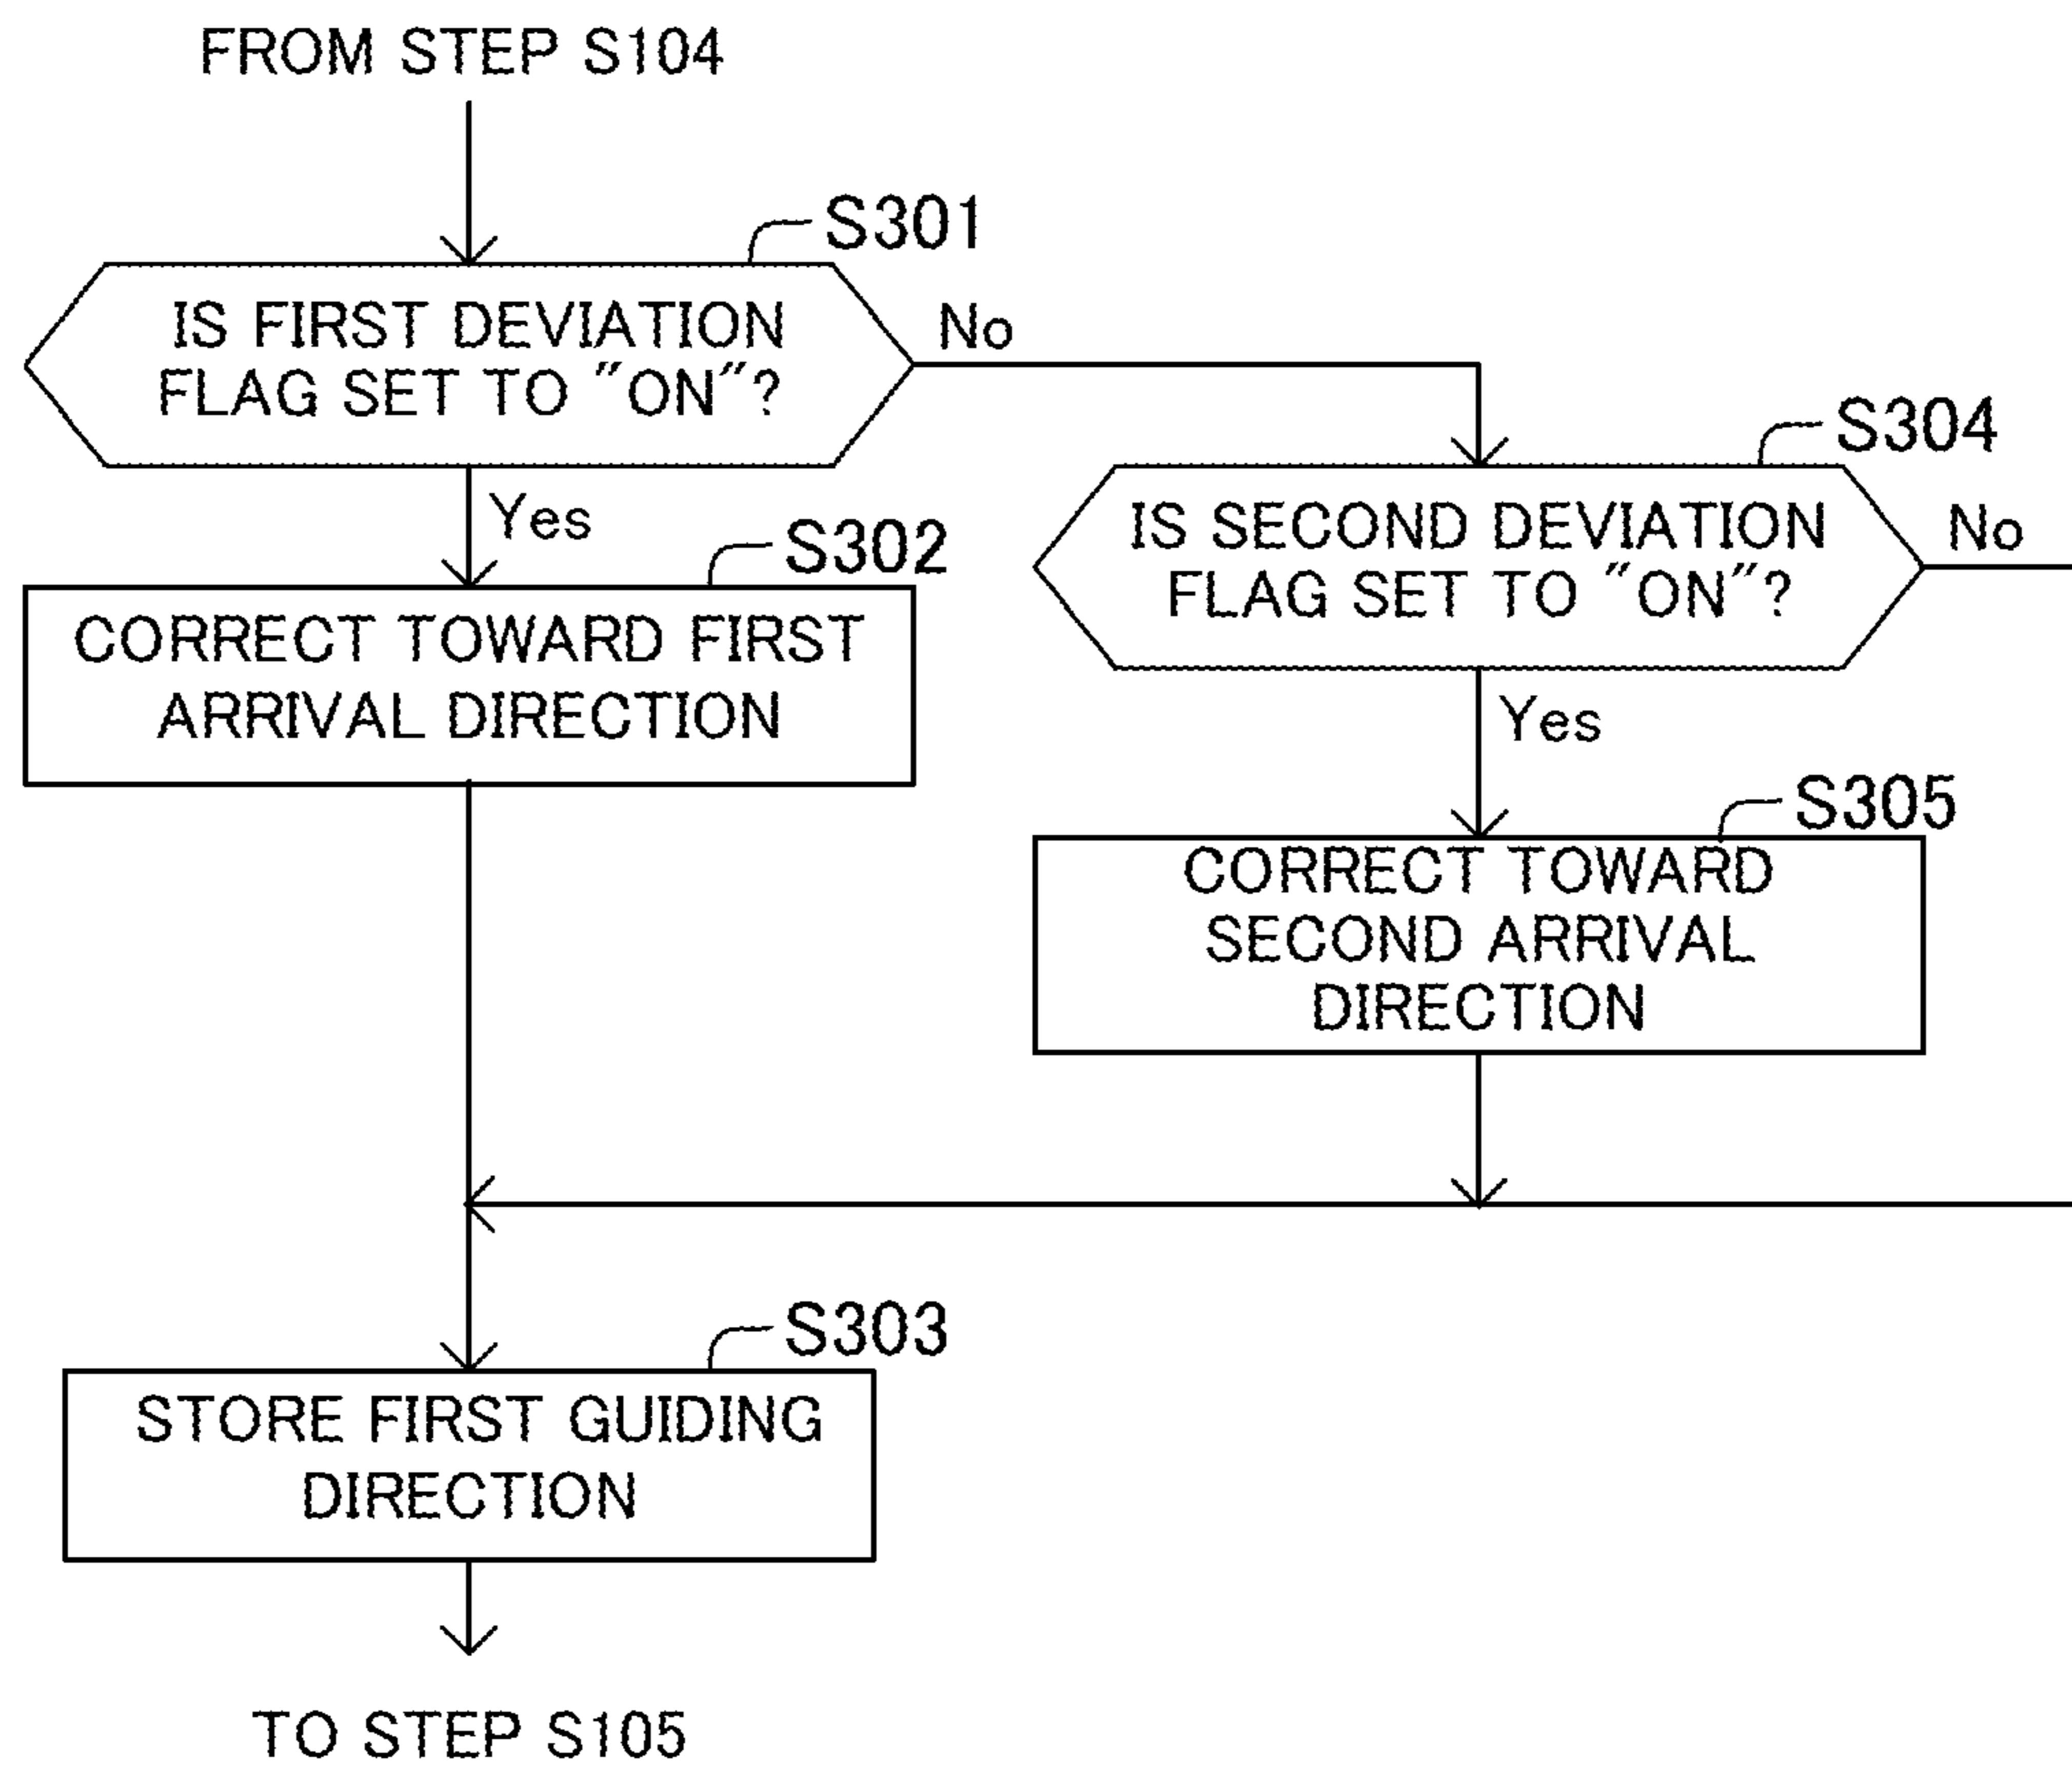 FROM STEP S104
S301
IS FIRST DEVIATION
FLAG SET TO "ON"?
No
Yes
S302
CORRECT TOWARD FIRST
ARRIVAL DIRECTION
S304
IS SECOND DEVIATION
FLAG SET TO "ON"?
No
Yes
S305
CORRECT TOWARD
SECOND ARRIVAL
DIRECTION
S303
STORE FIRST GUIDING
DIRECTION
TO STEP S105